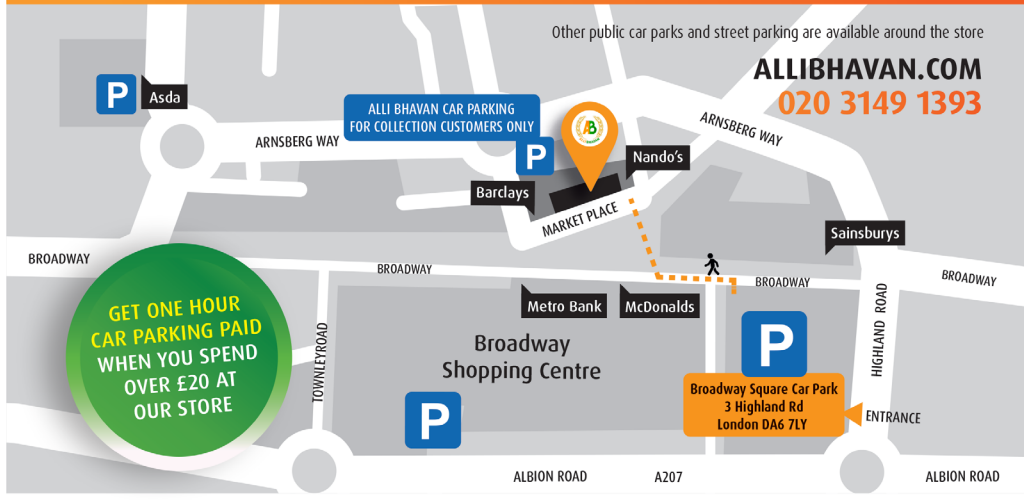 Other public car parks and street parking are available around the store
ALLIBHAVAN.COM
020 3149 1393
P
Asda
ALLI BHAVAN CAR PARKING
FOR COLLECTION CUSTOMERS ONLY
P
AB
ARNSBERG WAY
ARNSBERG WAY
Nando's
Barclays
MARKET PLACE
Sainsburys
BROADWAY
BROADWAY
BROADWAY
BROADWAY
GET ONE HOUR
CAR PARKING PAID
WHEN YOU SPEND
OVER £20 AT
OUR STORE
TOWNLEYROAD
Metro Bank
McDonalds
HIGHLAND ROAD
Broadway
Shopping Centre
P
P
Broadway Square Car Park
3 Highland Rd
London DA6 7LY
ENTRANCE
ALBION ROAD
A207
ALBION ROAD